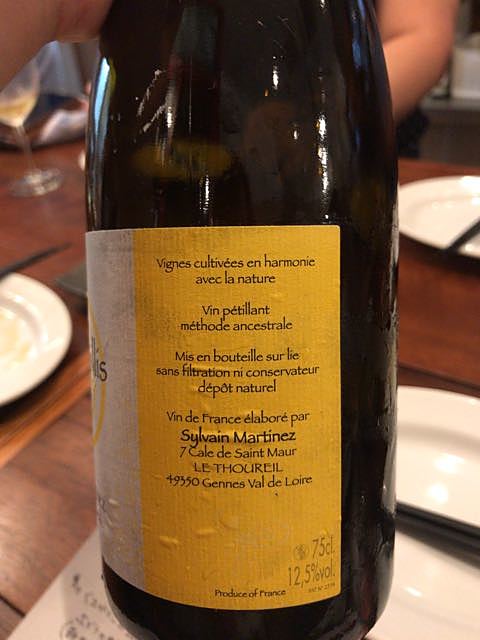 Vignes cultivées en harmonie
avec la nature
Vin pétillant
méthode ancestrale
Mis en bouteille sur lie
sans filtration ni conservateur
dépôt naturel
Vin de France élaboré par
Sylvain Martinez
7 Cale de Saint Maur
LE THOUREIL
49350 Gennes Val de Loire
75cl.
12,5%vol.
Produce of France